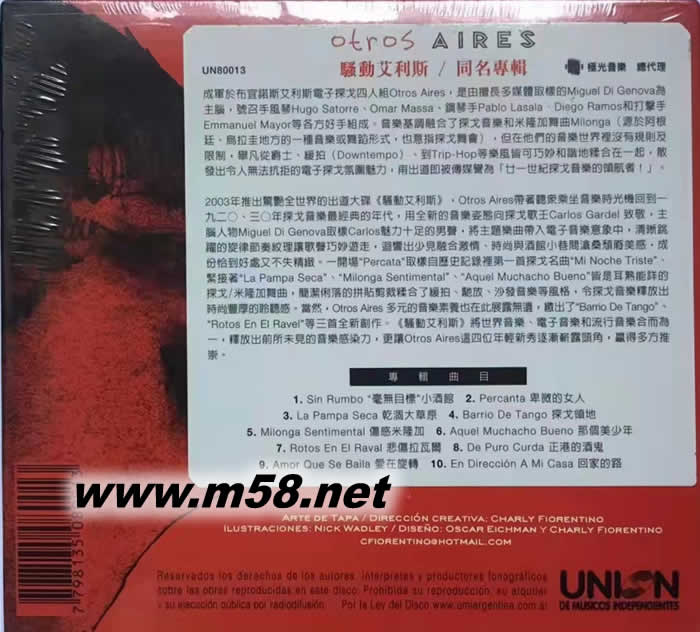 otros AIRES
UN80013 騷動艾利斯 / 同名專輯 極光音樂 總代理
成軍於布宜諾斯艾利斯電子探戈四人組Otros Aires，是由擅長多媒體取樣的Miguel Di Genova為
主腦，號召手風琴Hugo Satorre、Omar Massa、鋼琴手Pablo Lasala、Diego Ramos和打擊手
Emmanuel Mayor等各方好手組成。音樂基調融合了探戈音樂和米隆加舞曲Milonga（源於阿根
廷、烏拉圭地方的一種音樂或舞蹈形式，也意指探戈舞會），但在他們的音樂世界裡沒有規則及
限制，舉凡從爵士、緩拍（Downtempo）、到Trip-Hop等樂風皆可巧妙和諧地糅合在一起，散
發出令人無法抗拒的電子探戈氛圍魅力，甫出道即被傳媒譽為「廿一世紀探戈音樂的領航者！」。
2003年推出驚艷全世界的出道大碟《騷動艾利斯》，Otros Aires帶著聽衆乘坐音樂時光機回到一
九二○、三○年探戈音樂最經典的年代，用全新的音樂姿態向探戈歌王Carlos Gardel 致敬，主
腦人物Miguel Di Genova取樣Carlos魅力十足的男聲，將主題樂曲帶入電子音樂意象中，清晰跳
躍的旋律節奏紋理讓歌聲巧妙遊走，迴響出少見融合激情、時尚與酒館小巷間滄桑頹廢美感，成
份恰到好處又不失精緻。一開場"Percata"取樣自歷史記錄裡第一首探戈名曲"Mi Noche Triste"、
緊接著"La Pampa Seca"、"Milonga Sentimental"、"Aquel Muchacho Bueno"皆是耳熟能詳的
探戈/米隆加舞曲，簡潔俐落的拼貼剪裁糅合了緩拍、馳放、沙發音樂等風格，令探戈音樂釋放出
時尚豐厚的聆聽感。當然，Otros Aires 多元的音樂素養也在此展露無遺，繳出了"Barrio De Tango"、
"Rotos En El Ravel"等三首全新創作。《騷動艾利斯》將世界音樂、電子音樂和流行音樂合而為
一，釋放出前所未見的音樂感染力，更讓Otros Aires這四位年輕新秀逐漸嶄露頭角，贏得多方推
崇。
專輯曲目
1. Sin Rumbo "毫無目標"小酒館 2. Percanta 卑微的女人
3. La Pampa Seca 乾涸大草原 4. Barrio De Tango 探戈領地
5. Milonga Sentimental 傷感米隆加 6. Aquel Muchacho Bueno 那個美少年
7. Rotos En El Raval 悲傷拉瓦爾 8. De Puro Curda 正港的酒鬼
9. Amor Que Se Baila 愛在旋轉 10. En Dirección A Mi Casa 回家的路
www.m58.net
ARTE DE TAPA / DIRECCIÓN CREATIVA: CHARLY FIORENTINO
ILUSTRACIONES: NICK WADLEY / DISEÑO: OSCAR EICHMAN Y CHARLY FIORENTINO
CFIORENTINO@HOTMAIL.COM
Reservados los derechos de los autores, intérpretes y productores fonográficos
sobre las obras reproducidas en este disco. Prohibida su reproducción, su alquiler
y su ejecución pública por radiodifusión. Por la Ley del Disco www.umiargentina.com.ar
UNION
DE MUSICOS INDEPENDIENTES